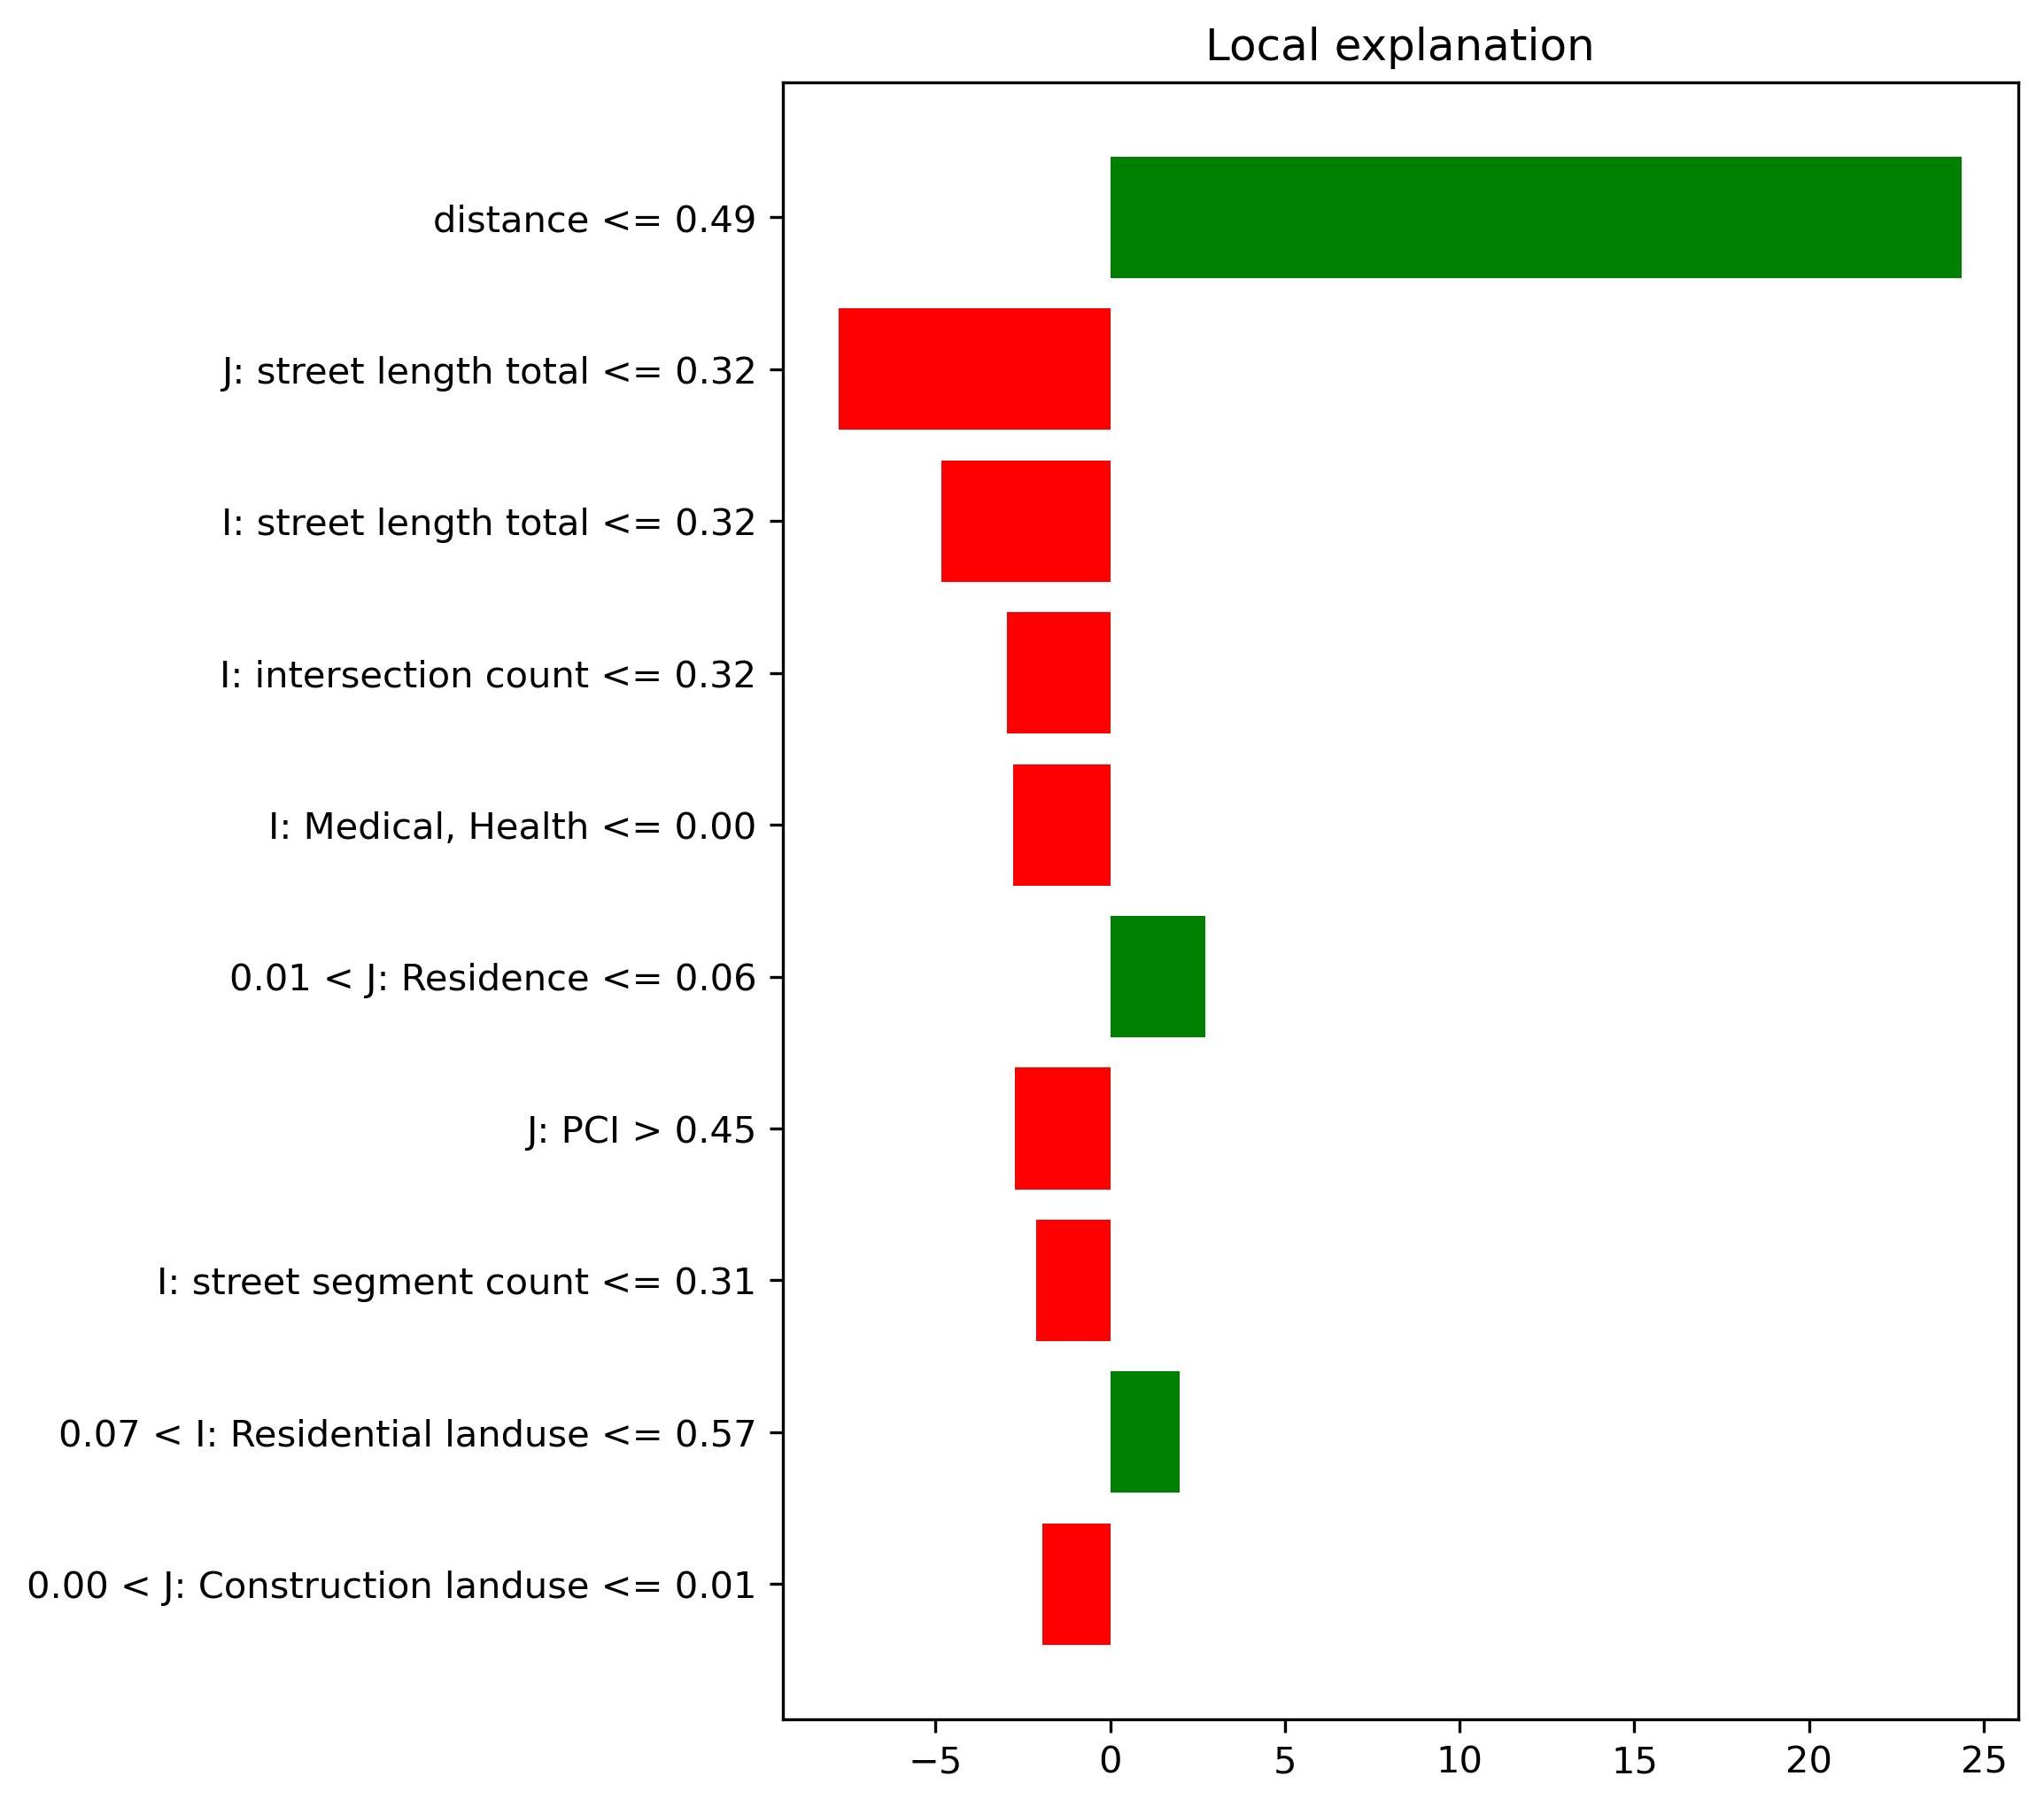 Local explanation
distance <= 0.49
J: street length total <= 0.32
I: street length total <= 0.32
I: intersection count <= 0.32
I: Medical, Health <= 0.00
0.01 < J: Residence <= 0.06
J: PCI > 0.45
I: street segment count <= 0.31
0.07 < I: Residential landuse <= 0.57
0.00 < J: Construction landuse <= 0.01
−5 0 5 10 15 20 25